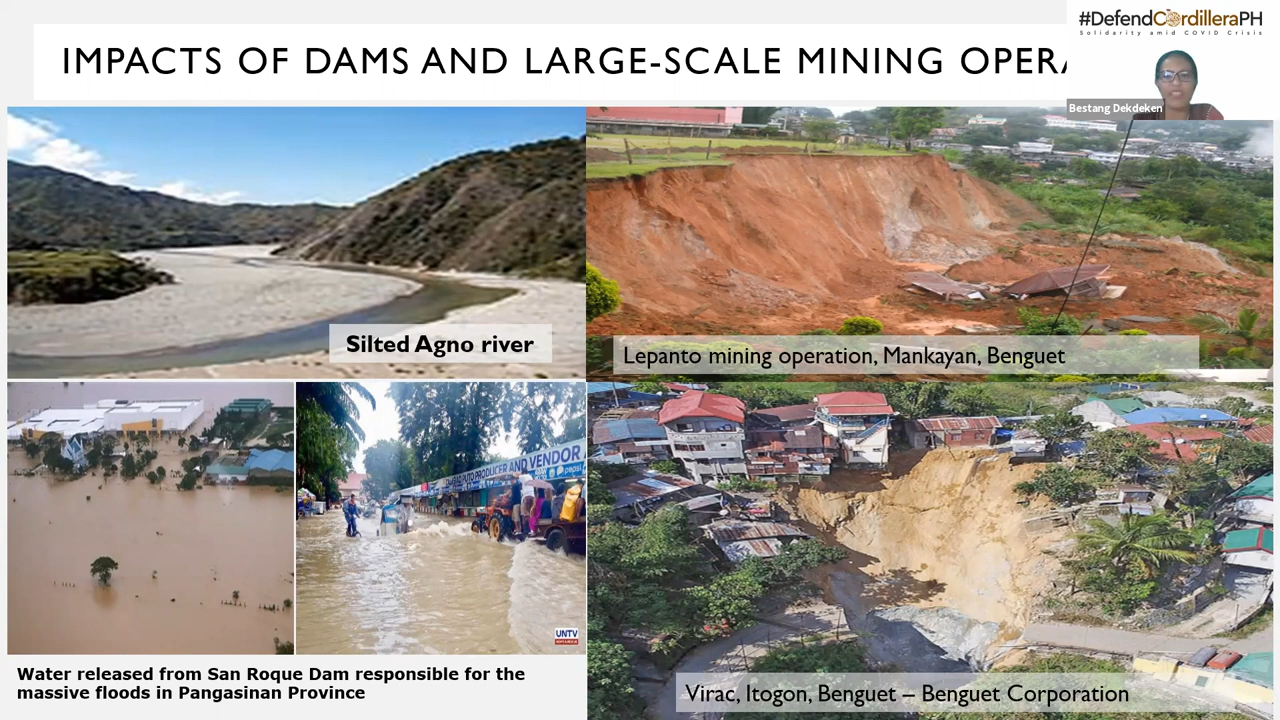 IMPACTS OF DAMS AND LARGE-SCALE MINING
#DefendCordilleraPH
Solidarity amid COVID Crisis
Bestang Dekdeken
Silted Agno river
Lepanto mining operation, Mankayan, Benguet
PRODUCER AND VENDOR
pepsi
UNTV
Water released from San Roque Dam responsible for the
massive floods in Pangasinan Province
Virac, Itogon, Benguet – Benguet Corporation